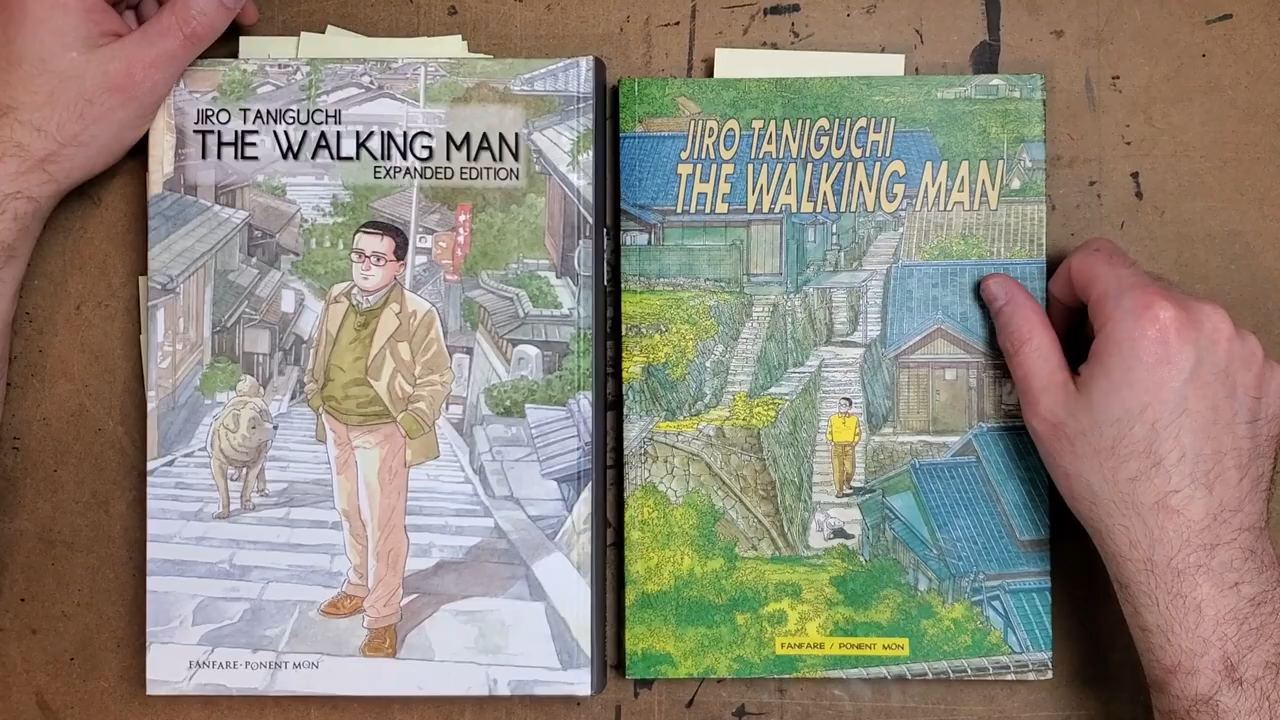 JIRO TANIGUCHI
THE WALKING MAN
EXPANDED EDITION
FANFARE · PONENT MON
JIRO TANIGUCHI
THE WALKING MAN
FANFARE / PONENT MON